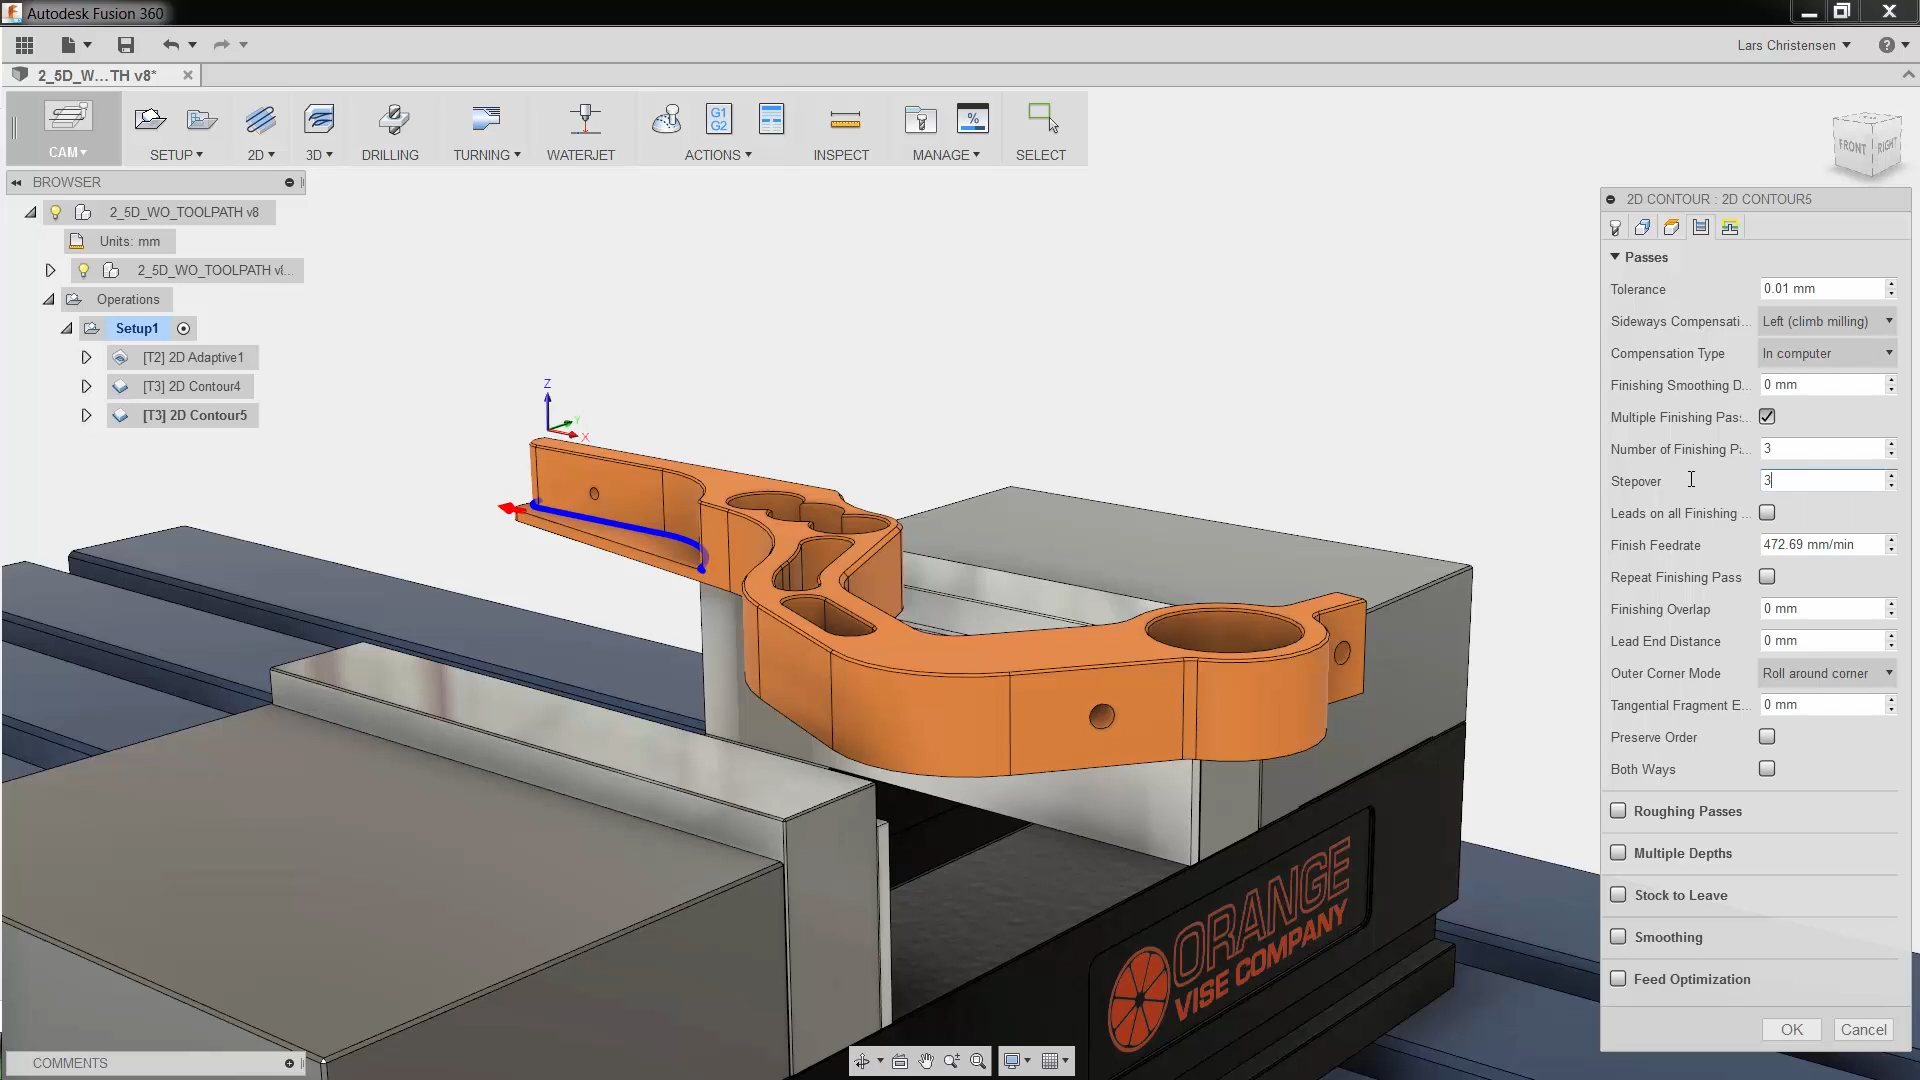 Autodesk Fusion 360
Lars Christensen
2_5D_W...TH v8*
CAM
SETUP
2D
3D
DRILLING
TURNING
WATERJET
G1
G2
ACTIONS
INSPECT
%
MANAGE
SELECT
FRONT
RIGHT
BROWSER
2_5D_WO_TOOLPATH v8
Units: mm
2_5D_WO_TOOLPATH v(...
Operations
Setup1
[T2] 2D Adaptive1
[T3] 2D Contour4
[T3] 2D Contour5
Z
Y
X
ORANGE
VISE COMPANY
2D CONTOUR : 2D CONTOUR5
Passes
Tolerance 0.01 mm
Sideways Compensati... Left (climb milling)
Compensation Type In computer
Finishing Smoothing D... 0 mm
Multiple Finishing Pas...
Number of Finishing P... 3
Stepover 3
Leads on all Finishing ...
Finish Feedrate 472.69 mm/min
Repeat Finishing Pass
Finishing Overlap 0 mm
Lead End Distance 0 mm
Outer Corner Mode Roll around corner
Tangential Fragment E... 0 mm
Preserve Order
Both Ways
Roughing Passes
Multiple Depths
Stock to Leave
Smoothing
Feed Optimization
OK Cancel
COMMENTS